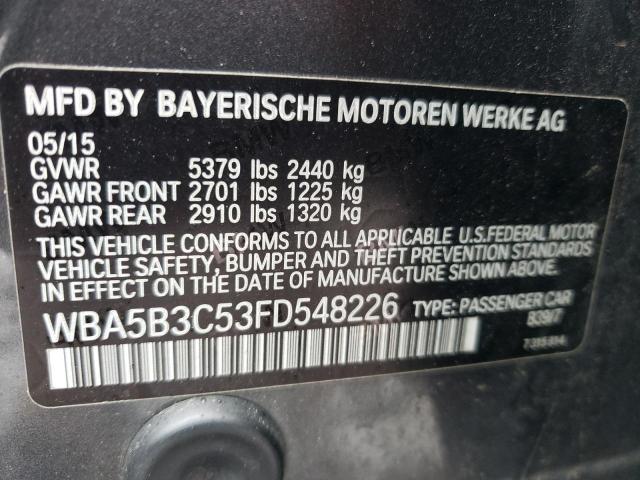 MFD BY BAYERISCHE MOTOREN WERKE AG
05/15
GVWR 5379 lbs 2440 kg
GAWR FRONT 2701 lbs 1225 kg
GAWR REAR 2910 lbs 1320 kg
THIS VEHICLE CONFORMS TO ALL APPLICABLE U.S.FEDERAL MOTOR
VEHICLE SAFETY, BUMPER AND THEFT PREVENTION STANDARDS
IN EFFECT ON THE DATE OF MANUFACTURE SHOWN ABOVE.
WBA5B3C53FD548226 TYPE: PASSENGER CAR
B39/7